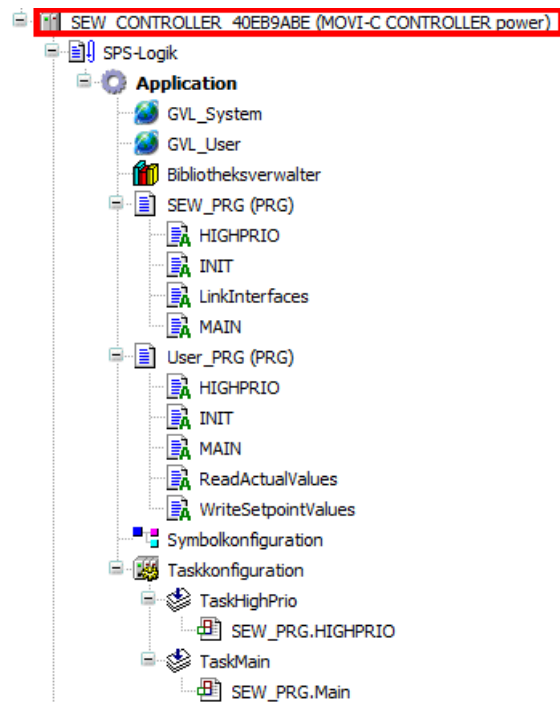 SEW_CONTROLLER_40EB9ABE (MOVI-C CONTROLLER power)
SPS-Logik
Application
GVL_System
GVL_User
Bibliotheksverwalter
SEW_PRG (PRG)
HIGHPRIO
INIT
LinkInterfaces
MAIN
User_PRG (PRG)
HIGHPRIO
INIT
MAIN
ReadActualValues
WriteSetpointValues
Symbolkonfiguration
Taskkonfiguration
TaskHighPrio
SEW_PRG.HIGHPRIO
TaskMain
SEW_PRG.Main